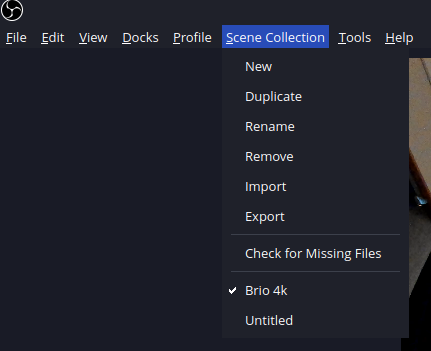 File Edit View Docks Profile Scene Collection Tools Help
New
Duplicate
Rename
Remove
Import
Export
Check for Missing Files
Brio 4k
Untitled